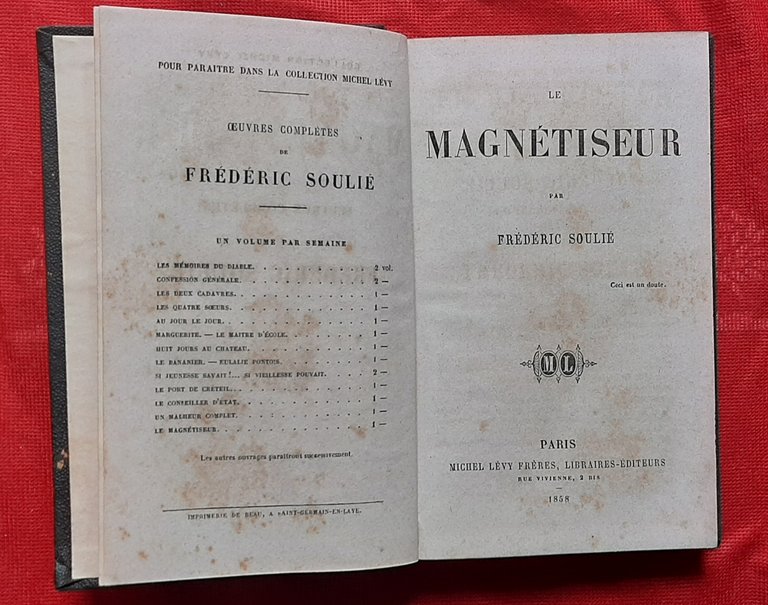 POUR PARAITRE DANS LA COLLECTION MICHEL LÉVY
ŒUVRES COMPLÈTES
DE
FRÉDÉRIC SOULIÉ
UN VOLUME PAR SEMAINE
LES MÉMOIRES DU DIABLE. . . . . . . . . . . . 2 vol.
CONFESSION GÉNÉRALE. . . . . . . . . . . . 2 —
LES DEUX CADAVRES. . . . . . . . . . . . 1 —
LES QUATRE SŒURS. . . . . . . . . . . . 1 —
AU JOUR LE JOUR. . . . . . . . . . . . 1 —
MARGUERITE. — LE MAITRE D'ÉCOLE. . . . . . . . 1 —
HUIT JOURS AU CHATEAU. . . . . . . . . . . 1 —
LE BANANIER. — EULALIE PONTOIS. . . . . . . . 1 —
SI JEUNESSE SAVAIT!... SI VIEILLESSE POUVAIT. . . . . 2 —
LE PORT DE CRÉTEIL. . . . . . . . . . . . 1 —
LE CONSEILLER D'ÉTAT. . . . . . . . . . . 1 —
UN MALHEUR COMPLET. . . . . . . . . . . . 1 —
LE MAGNÉTISEUR. . . . . . . . . . . . 1 —
Les autres ouvrages paraîtront successivement.
IMPRIMERIE DE BEAU, A SAINT-GERMAIN-EN-LAYE.
LE
MAGNÉTISEUR
PAR
FRÉDÉRIC SOULIÉ
Ceci est un doute.
ML
PARIS
MICHEL LÉVY FRÈRES, LIBRAIRES-ÉDITEURS
RUE VIVIENNE, 2 BIS
1858